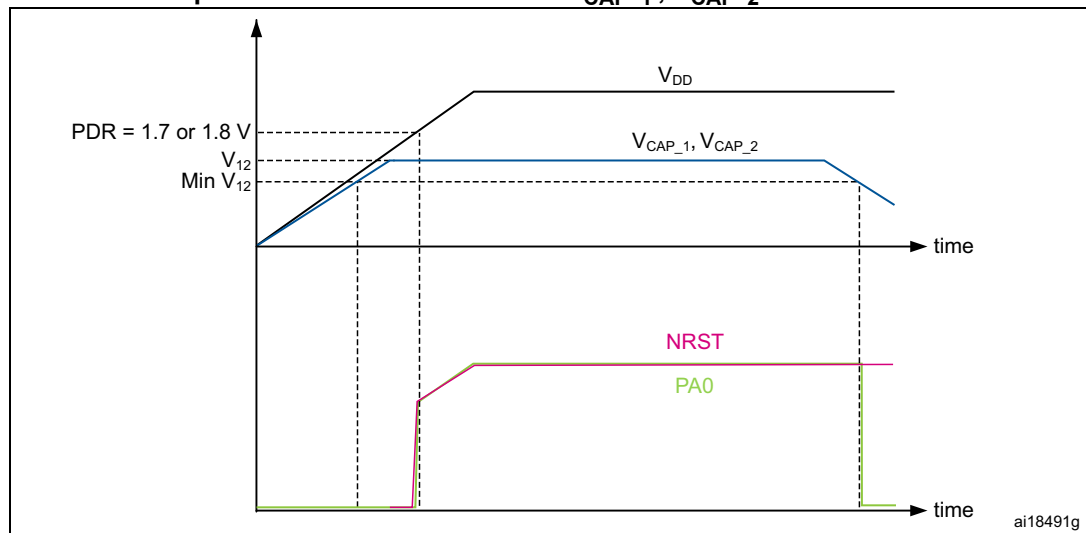 V_DD
PDR = 1.7 or 1.8 V
V_CAP_1, V_CAP_2
V_12
Min V_12
time
NRST
PA0
time
ai18491g